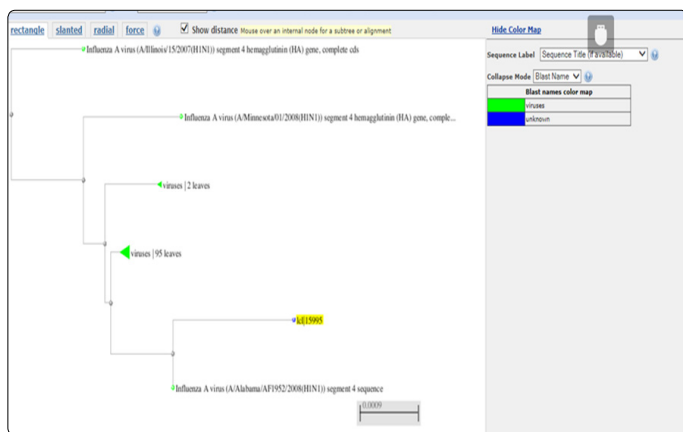 rectangle slanted radial force Show distance Mouse over an internal node for a subtree or alignment Hide Color Map
Influenza A virus (A/Illinois/15/2007(H1N1)) segment 4 hemagglutinin (HA) gene, complete cds
Sequence Label Sequence Title (if available)
Collapse Mode Blast Name
Blast names color map
viruses
unknown
Influenza A virus (A/Minnesota/01/2008(H1N1)) segment 4 hemagglutinin (HA) gene, comple...
viruses | 2 leaves
viruses | 95 leaves
lcl|15995
Influenza A virus (A/Alabama/AF1952/2008(H1N1)) segment 4 sequence
0.0009